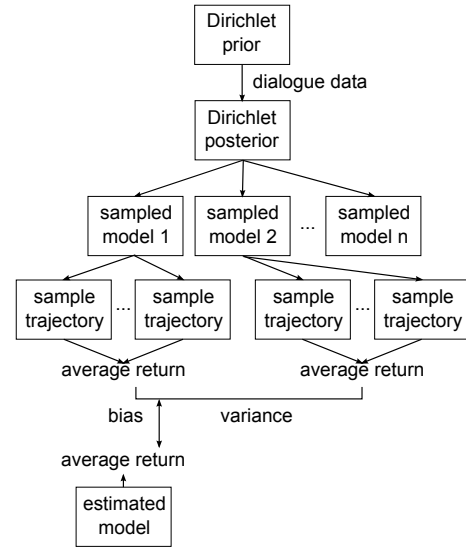 Dirichlet
prior
dialogue data
Dirichlet
posterior
sampled
model 1
sampled
model 2
...
sampled
model n
sample
trajectory
...
sample
trajectory
sample
trajectory
...
sample
trajectory
average return
average return
bias
variance
average return
estimated
model